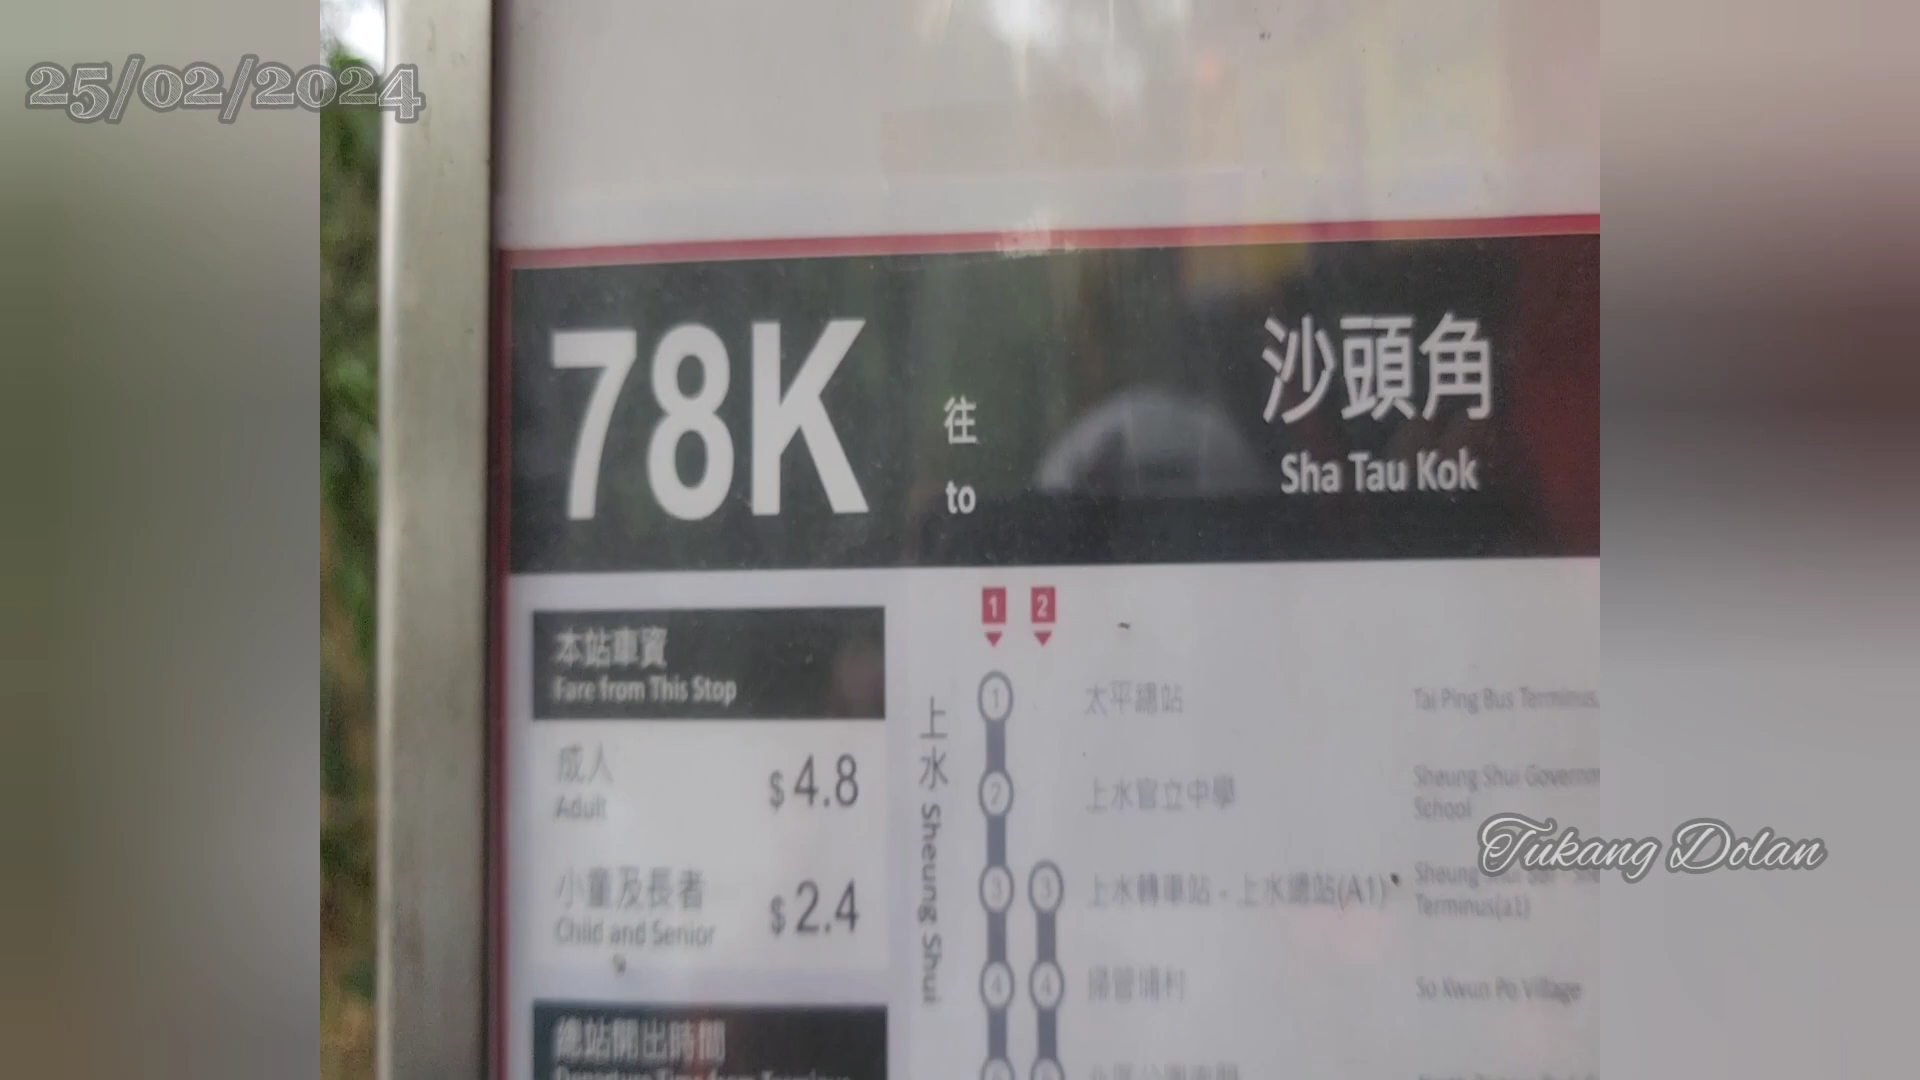 25/02/2024
78K
往
to
沙頭角
Sha Tau Kok
1 2
本站車資
Fare from This Stop
成人
Adult
$4.8
小童及長者
Child and Senior
$2.4
總站開出時間
上水 Sheung Shui
1 太平總站 Tai Ping Bus Terminus,
2 上水官立中學 Sheung Shui Governm
School
3 3 上水轉車站 - 上水總站(A1) Sheung Shui
Terminus(a1)
4 4 掃管埔村 So Kwun Po Village
Tukang Dolan